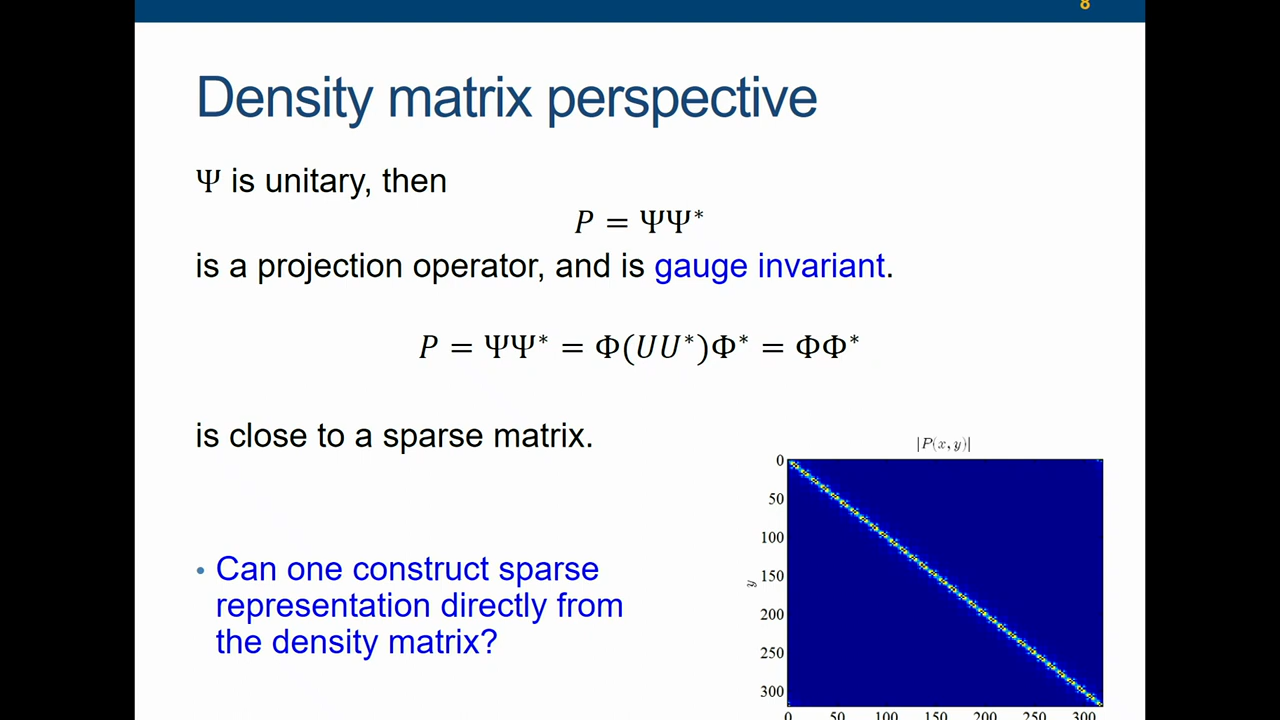 8
Density matrix perspective
Ψ is unitary, then
P = ΨΨ*
is a projection operator, and is gauge invariant.
P = ΨΨ* = Φ(UU*)Φ* = ΦΦ*
is close to a sparse matrix.
• Can one construct sparse
representation directly from
the density matrix?
|P(x, y)|
0
50
100
150
200
250
300
y
0 50 100 150 200 250 300